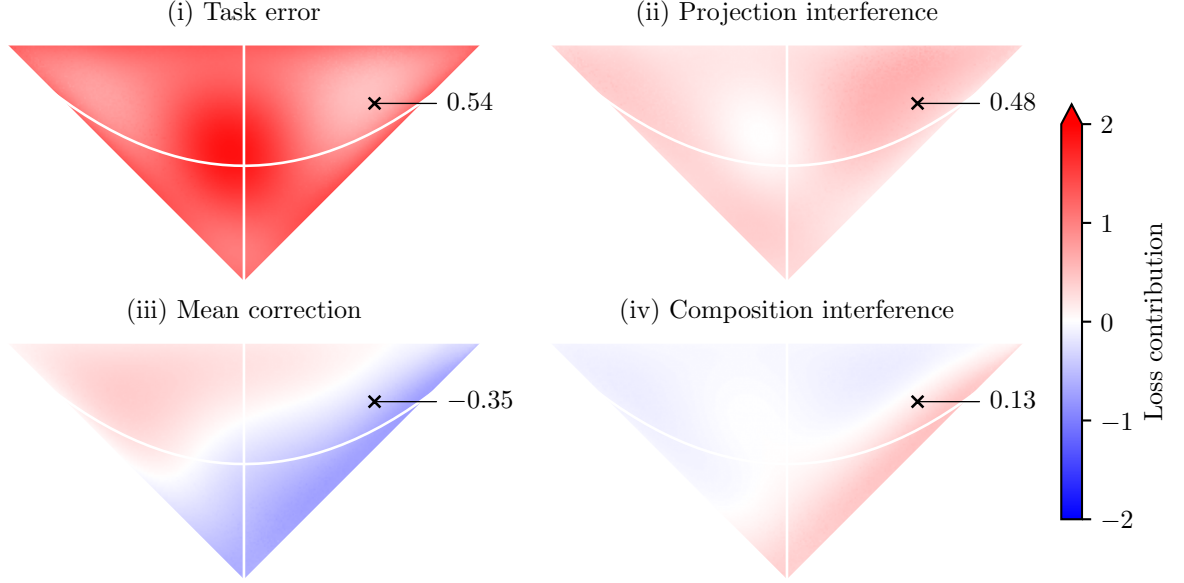 (i) Task error
(ii) Projection interference
0.54
0.48
(iii) Mean correction
(iv) Composition interference
−0.35
0.13
2
1
0
−1
−2
Loss contribution